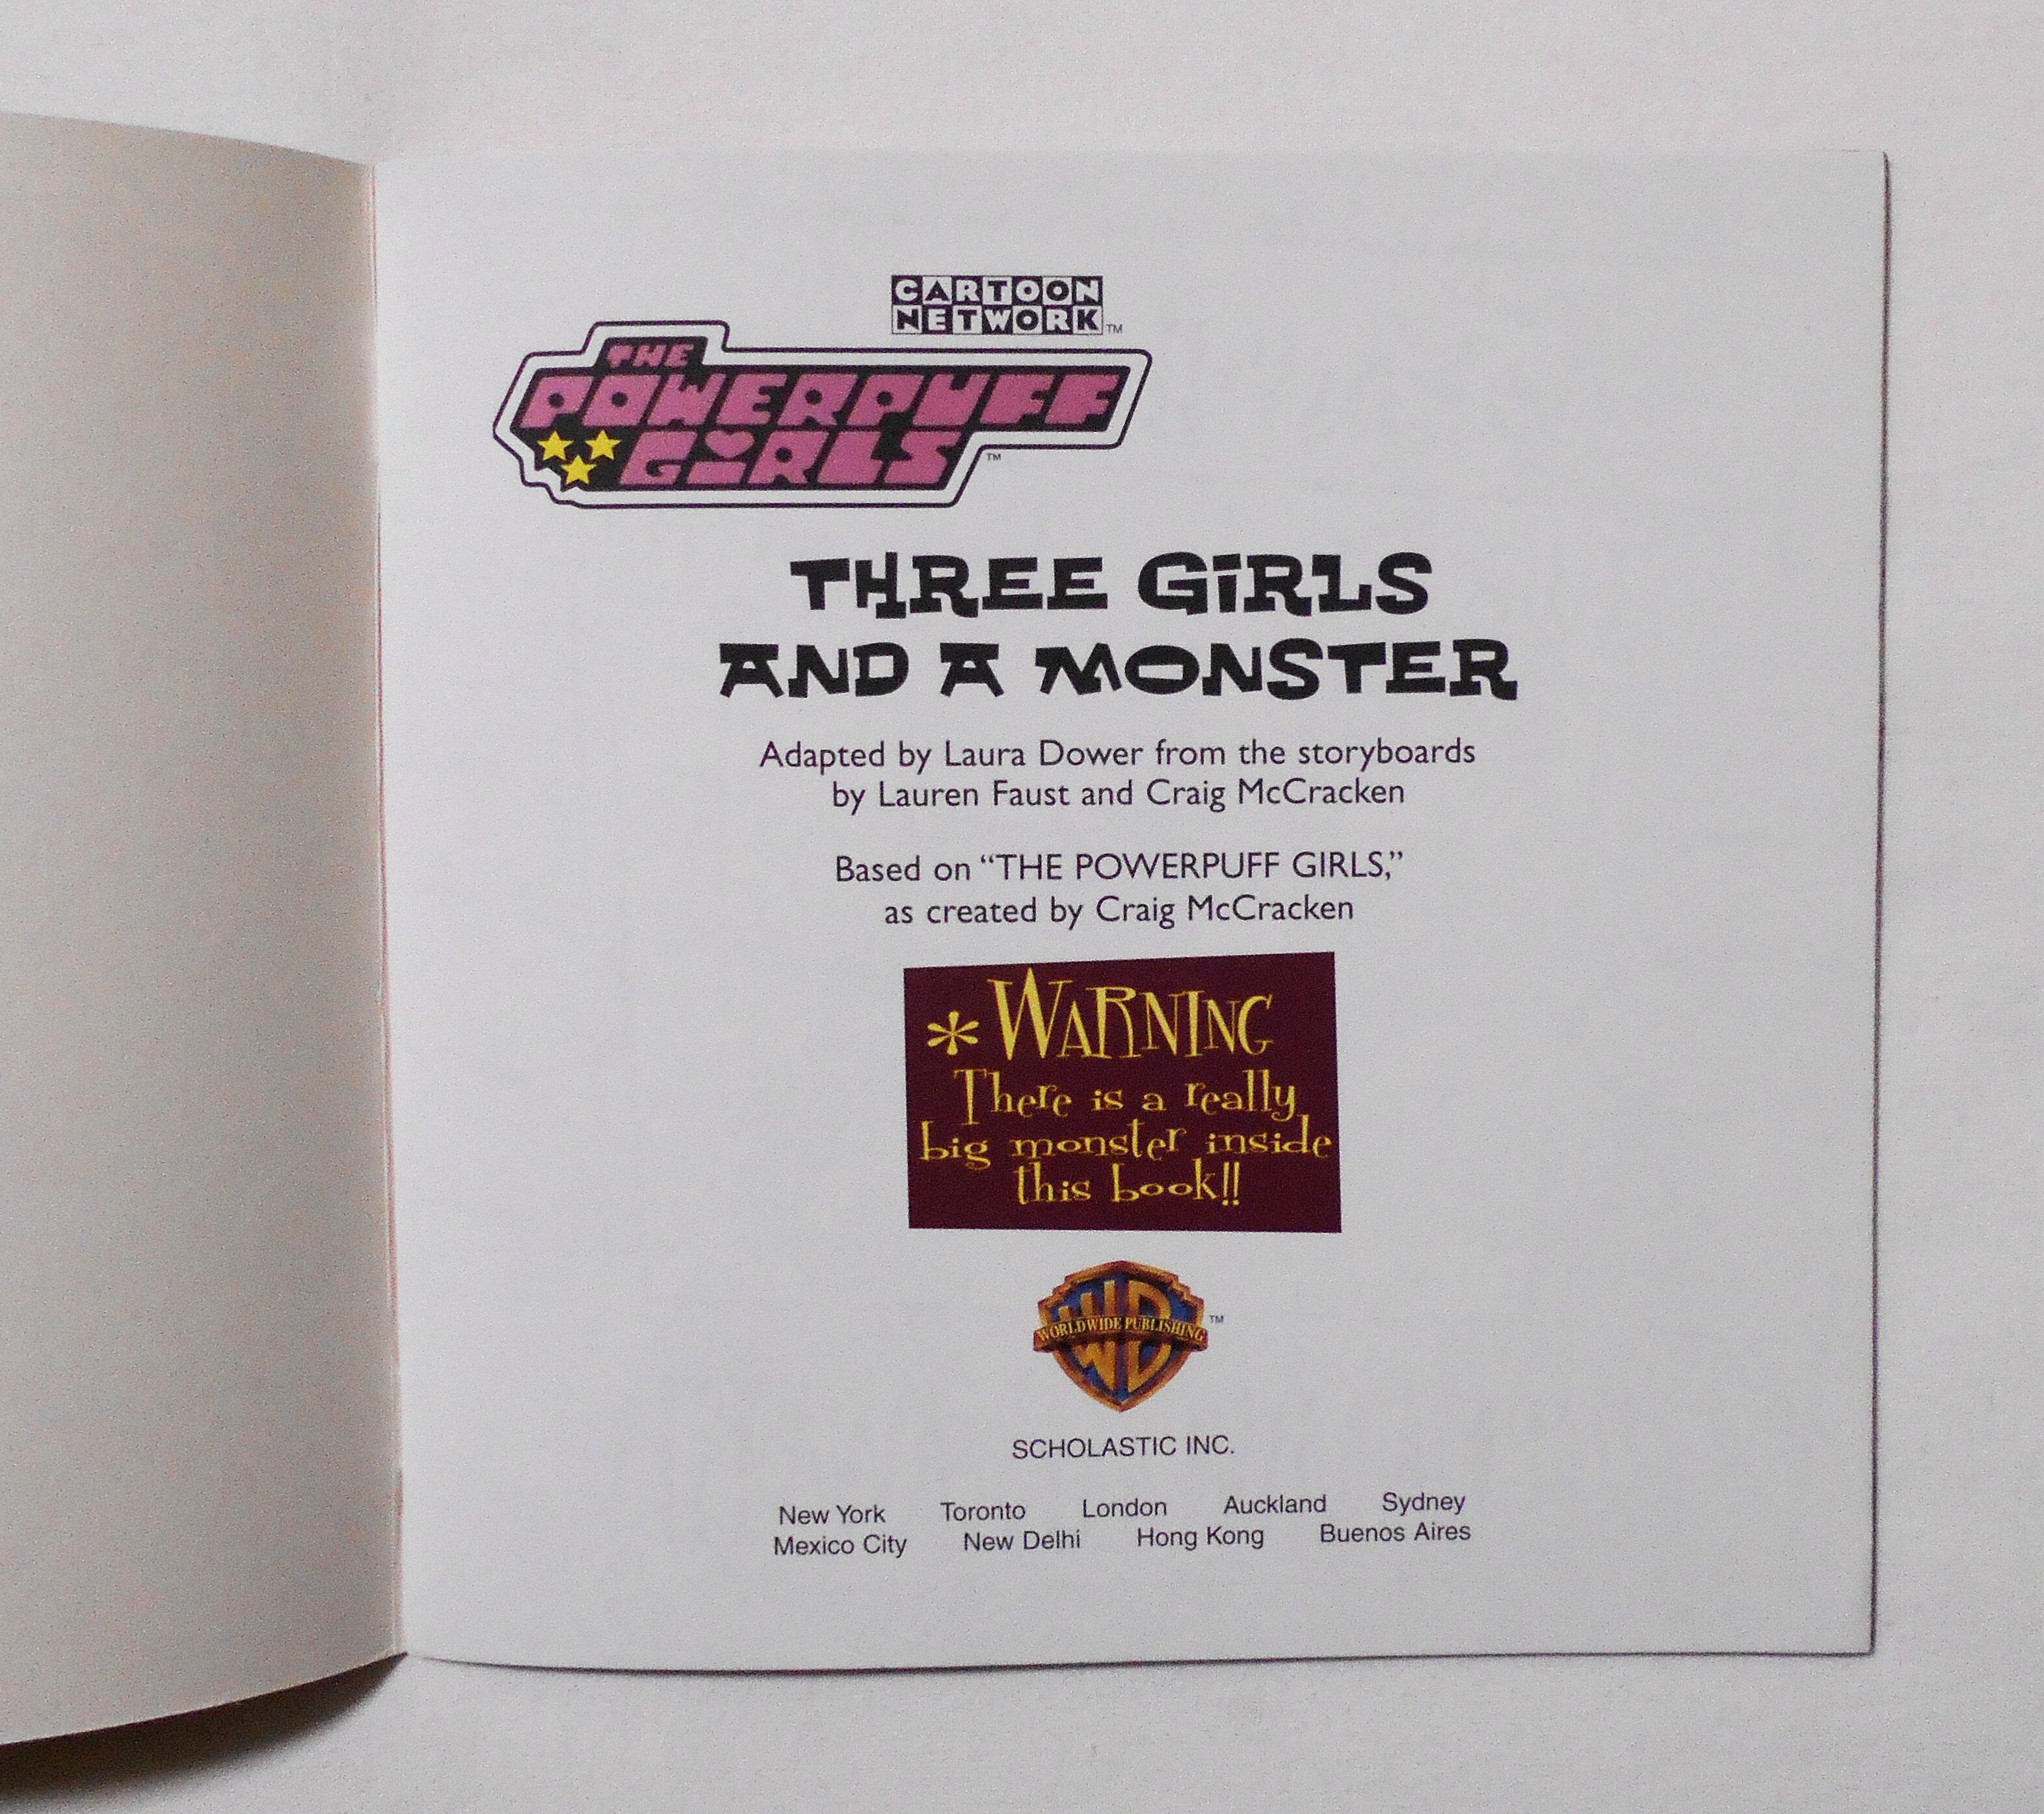 CARTOON
NETWORK™
THE
POWERPUFF
GiRLS™
THREE GiRLS
AND A MONSTER
Adapted by Laura Dower from the storyboards
by Lauren Faust and Craig McCracken
Based on “THE POWERPUFF GIRLS,”
as created by Craig McCracken
*WARNING
There is a really
big monster inside
this book!!
WB
WORLDWIDE PUBLISHING™
SCHOLASTIC INC.
New York Toronto London Auckland Sydney
Mexico City New Delhi Hong Kong Buenos Aires